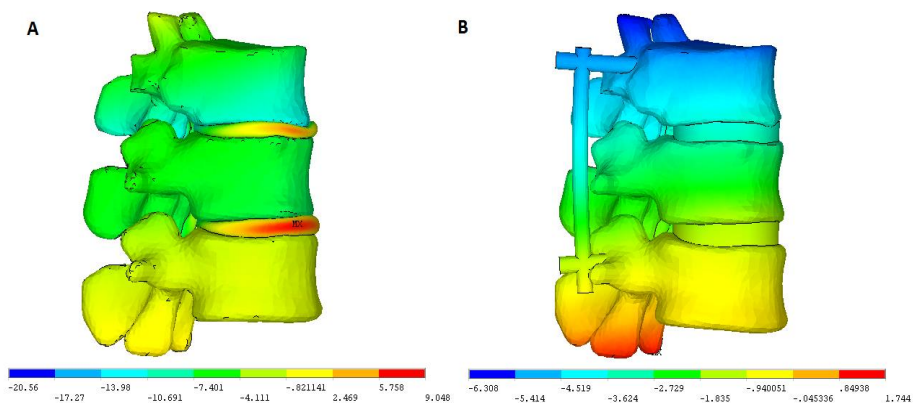 A
B
MX
-20.56 -13.98 -7.401 -.821141 5.758
-17.27 -10.691 -4.111 2.469 9.048
-6.308 -4.519 -2.729 -.940051 .84938
-5.414 -3.624 -1.835 -.045336 1.744